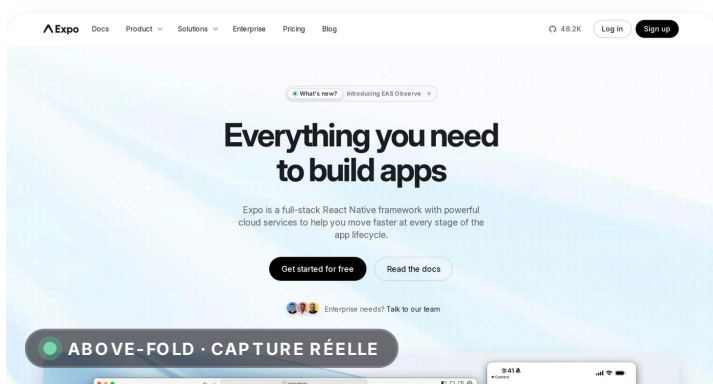 Expo
Docs
Product
Solutions
Enterprise
Pricing
Blog
48.2K
Log in
Sign up
What's new? Introducing EAS Observe →
Everything you need
to build apps
Expo is a full-stack React Native framework with powerful
cloud services to help you move faster at every stage of the
app lifecycle.
Get started for free
Read the docs
Enterprise needs? Talk to our team
ABOVE-FOLD · CAPTURE RÉELLE
9:41
Camera